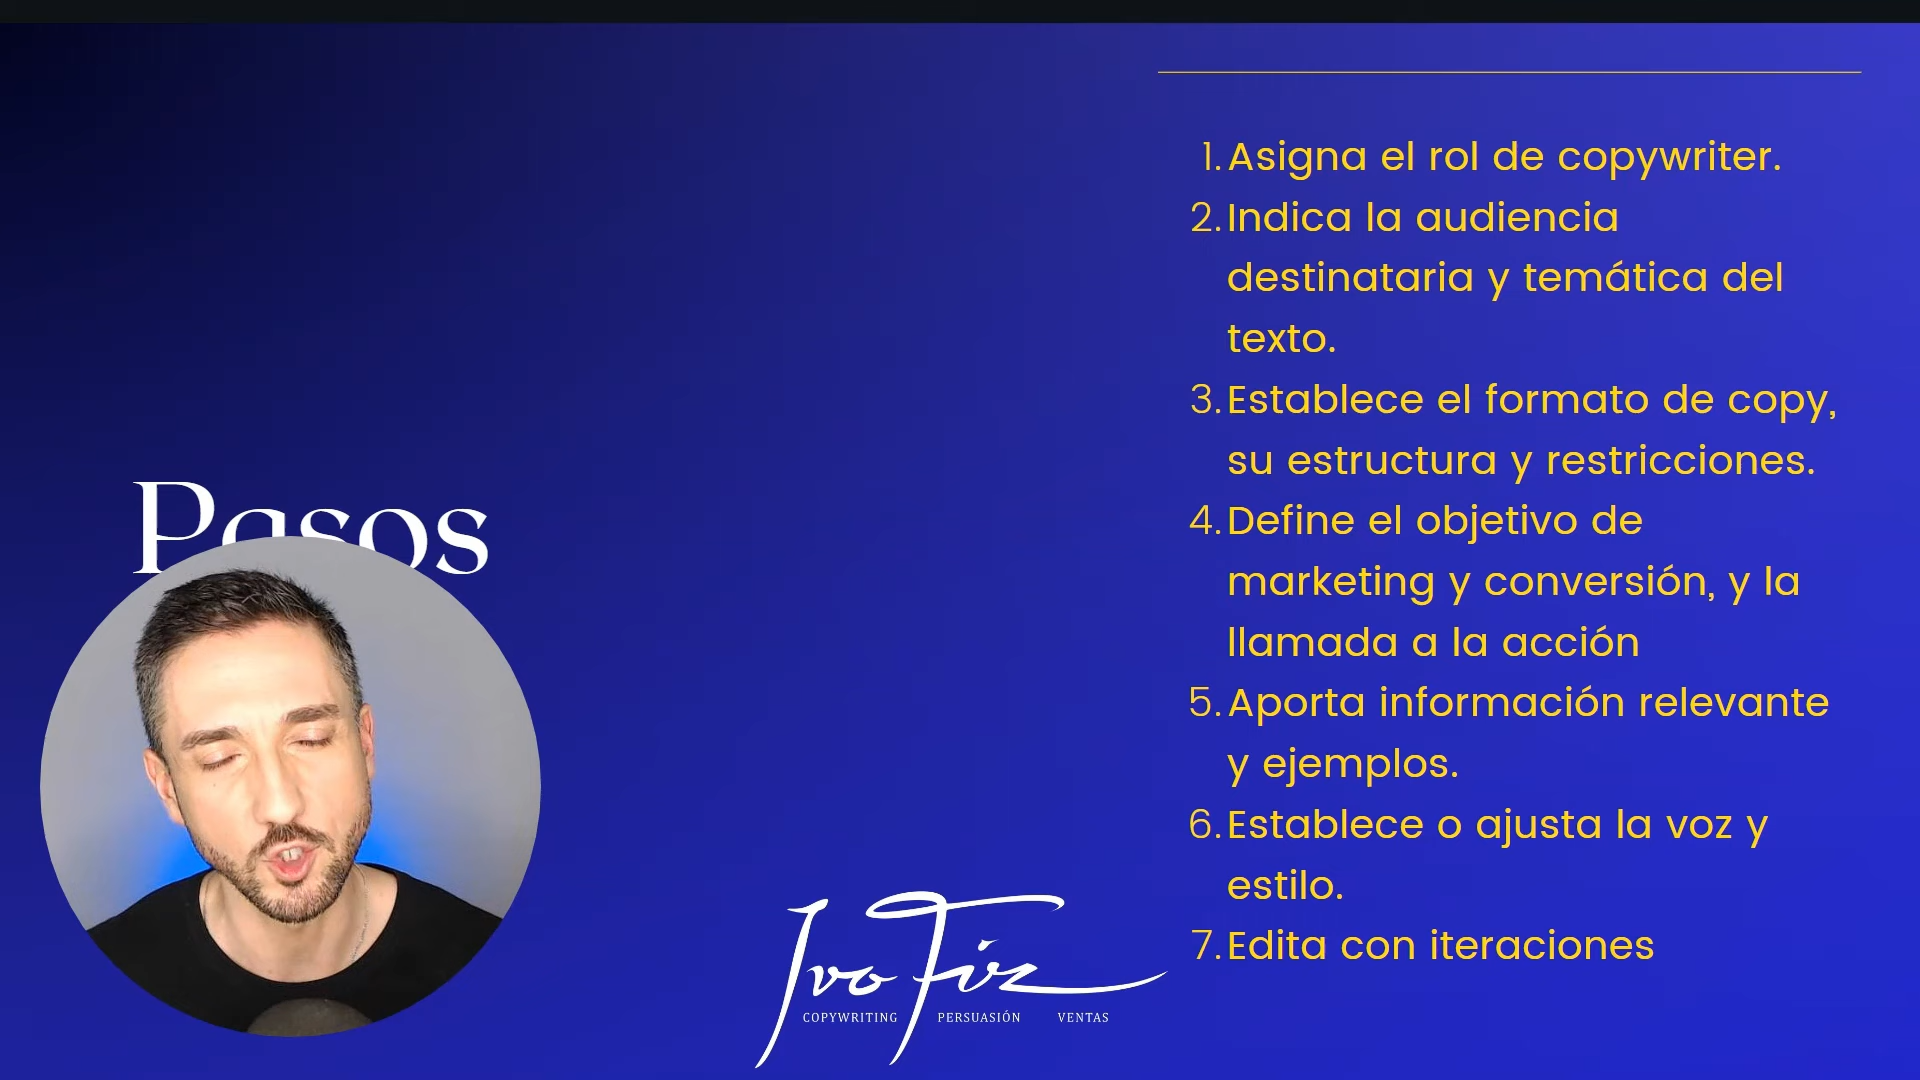 Pasos
1. Asigna el rol de copywriter.
2. Indica la audiencia
destinataria y temática del
texto.
3. Establece el formato de copy,
su estructura y restricciones.
4. Define el objetivo de
marketing y conversión, y la
llamada a la acción
5. Aporta información relevante
y ejemplos.
6. Establece o ajusta la voz y
estilo.
7. Edita con iteraciones
Ivo Fiz
COPYWRITING PERSUASIÓN VENTAS